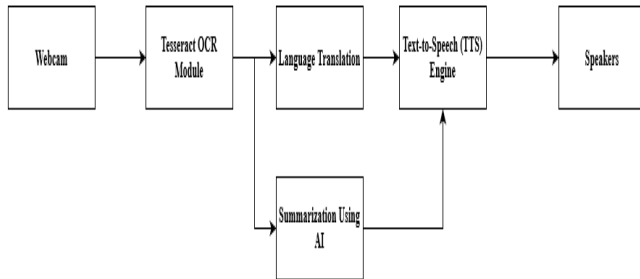 Webcam
Tesseract OCR
Module
Language Translation
Text-to-Speech (TTS)
Engine
Speakers
Summarization Using
AI